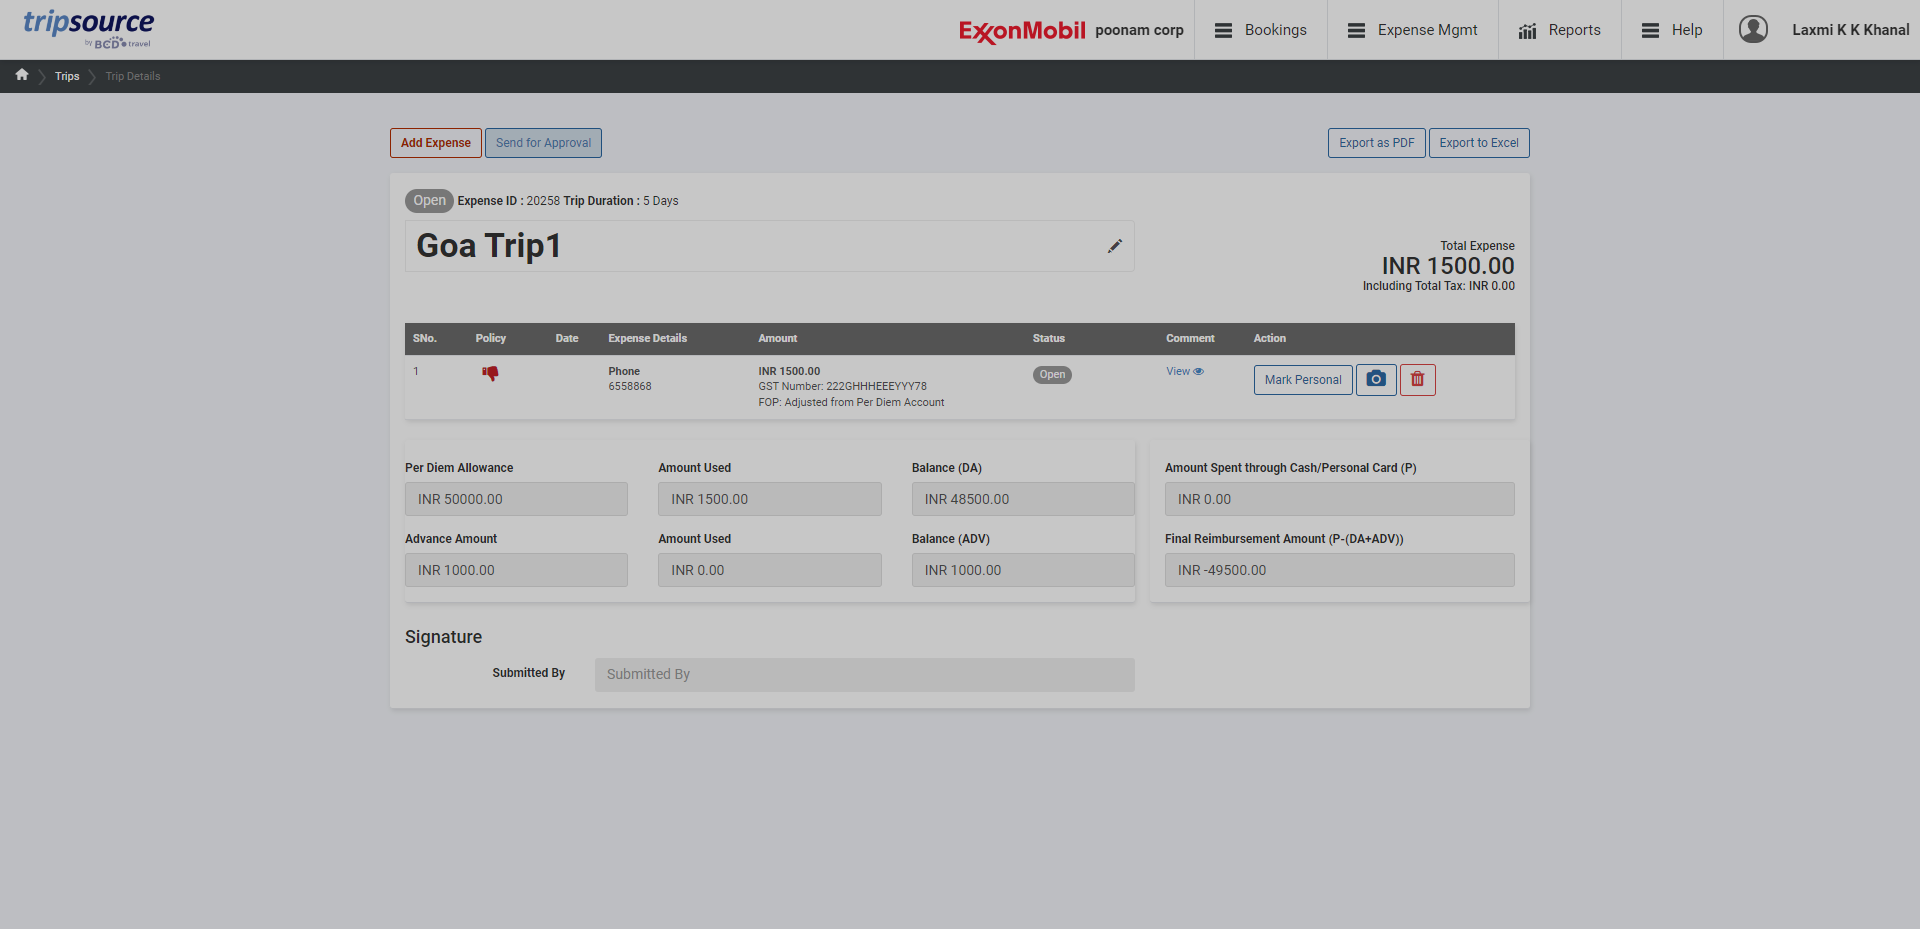 tripsource
by BCD travel
ExxonMobil poonam corp Bookings Expense Mgmt Reports Help Laxmi K K Khanal
Trips Trip Details
Add Expense Send for Approval Export as PDF Export to Excel
Open Expense ID : 20258 Trip Duration : 5 Days
Goa Trip1
Total Expense
INR 1500.00
Including Total Tax: INR 0.00
SNo. Policy Date Expense Details Amount Status Comment Action
1 Phone INR 1500.00 Open View Mark Personal
6558868 GST Number: 222GHHHEEEYYY78
FOP: Adjusted from Per Diem Account
Per Diem Allowance Amount Used Balance (DA) Amount Spent through Cash/Personal Card (P)
INR 50000.00 INR 1500.00 INR 48500.00 INR 0.00
Advance Amount Amount Used Balance (ADV) Final Reimbursement Amount (P-(DA+ADV))
INR 1000.00 INR 0.00 INR 1000.00 INR -49500.00
Signature
Submitted By Submitted By